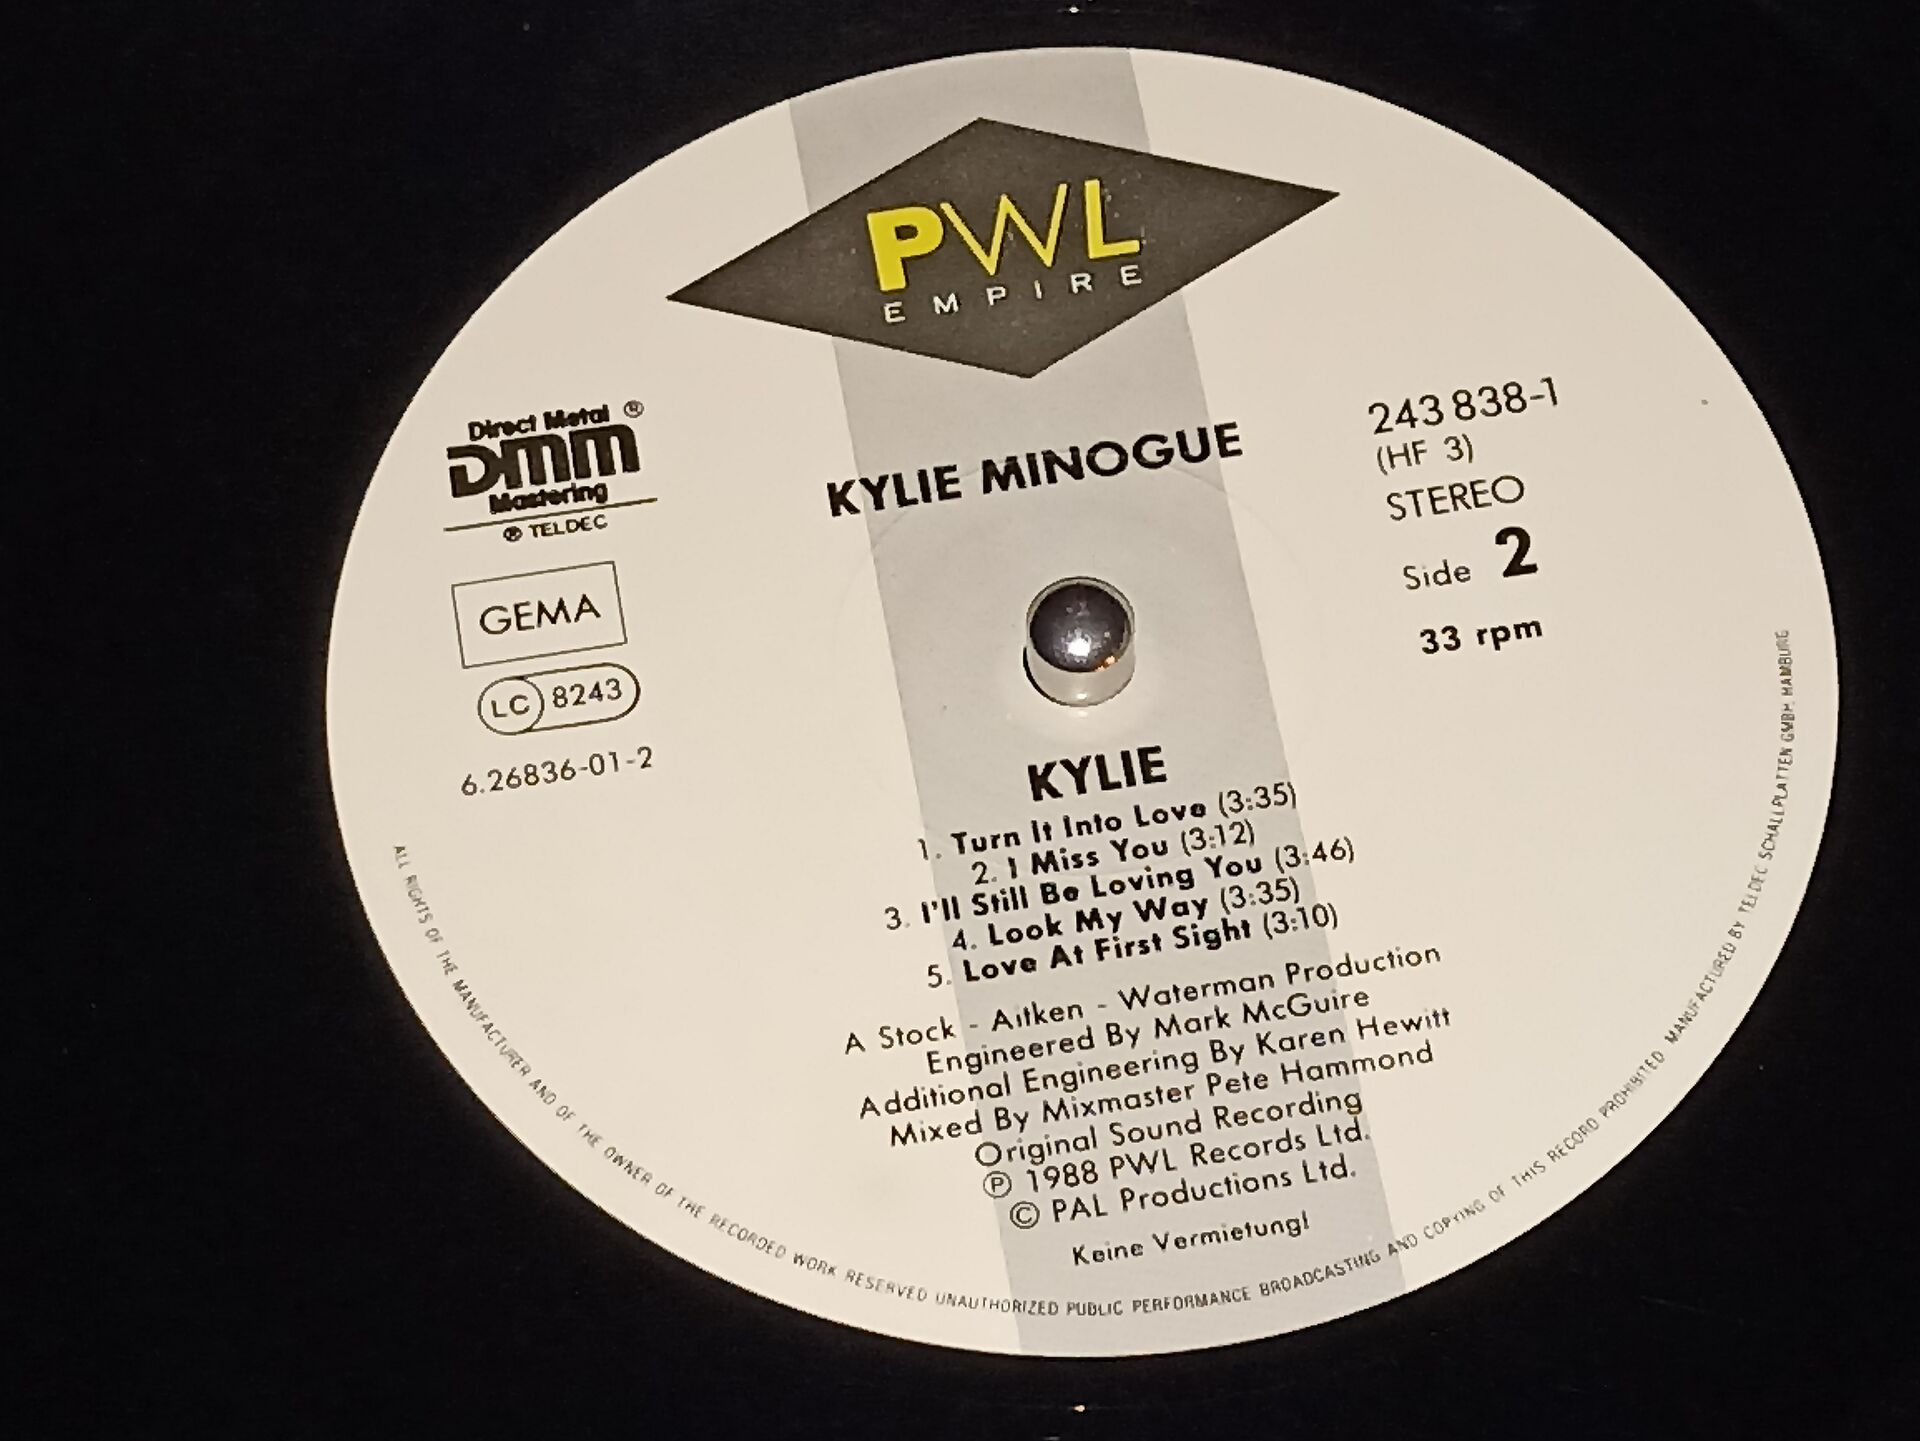 PWL
EMPIRE
Direct Metal ®
DMM
Mastering
® TELDEC
GEMA
LC 8243
6.26836-01-2
KYLIE MINOGUE
243 838-1
(HF 3)
STEREO
Side 2
33 rpm
KYLIE
1. Turn It Into Love (3:35)
2. I Miss You (3:12)
3. I'll Still Be Loving You (3:46)
4. Look My Way (3:35)
5. Love At First Sight (3:10)
A Stock - Aitken - Waterman Production
Engineered By Mark McGuire
Additional Engineering By Karen Hewitt
Mixed By Mixmaster Pete Hammond
Original Sound Recording
℗ 1988 PWL Records Ltd.
© PAL Productions Ltd.
Keine Vermietung!
ALL RIGHTS OF THE MANUFACTURER AND OF THE OWNER OF THE RECORDED WORK RESERVED UNAUTHORIZED PUBLIC PERFORMANCE BROADCASTING AND COPYING OF THIS RECORD PROHIBITED MANUFACTURED BY TELDEC SCHALLPLATTEN GMBH, HAMBURG